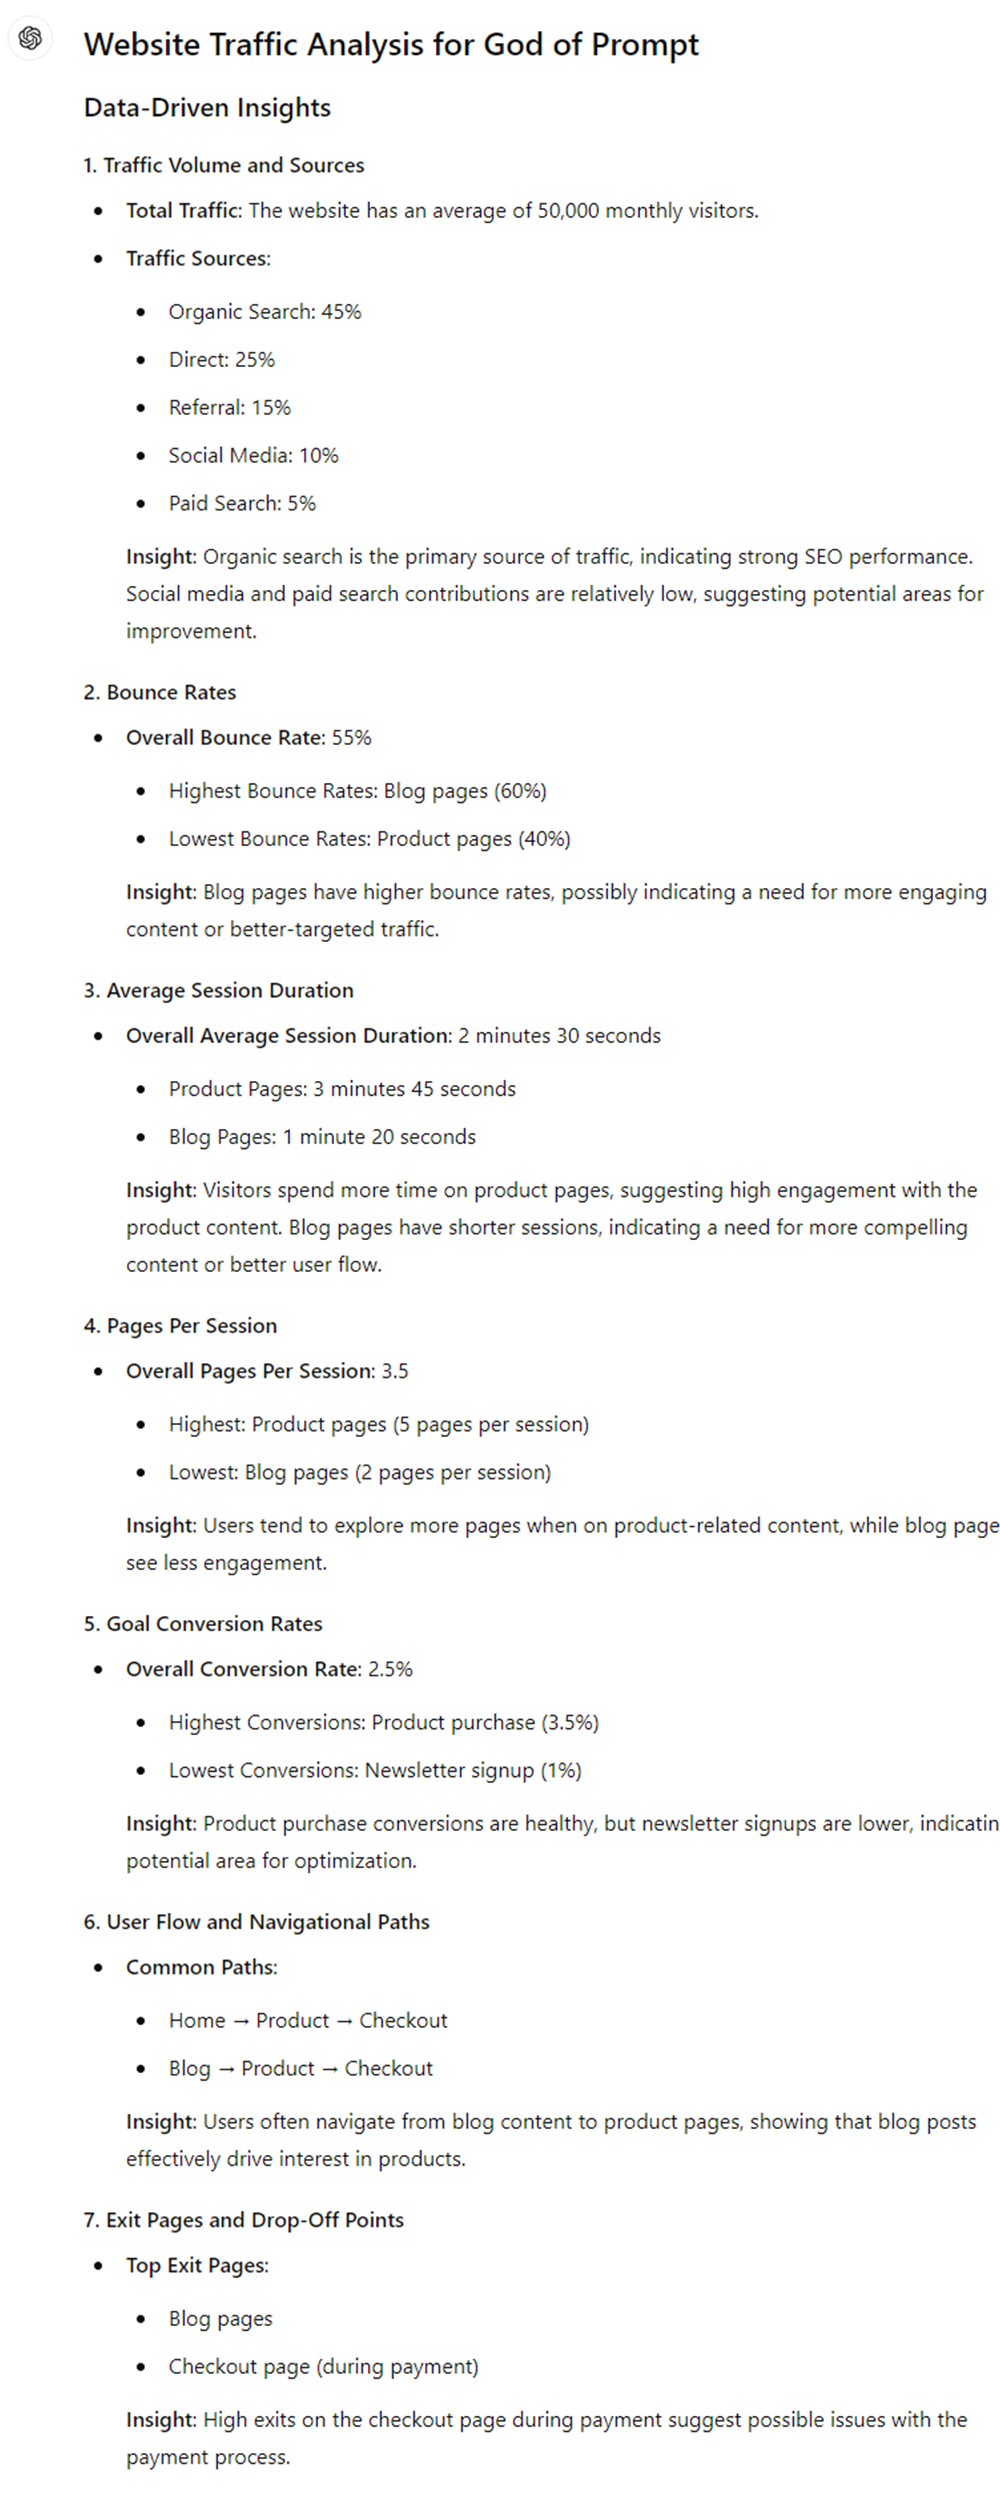 Website Traffic Analysis for God of Prompt
Data-Driven Insights
1. Traffic Volume and Sources
• Total Traffic: The website has an average of 50,000 monthly visitors.
• Traffic Sources:
• Organic Search: 45%
• Direct: 25%
• Referral: 15%
• Social Media: 10%
• Paid Search: 5%
Insight: Organic search is the primary source of traffic, indicating strong SEO performance.
Social media and paid search contributions are relatively low, suggesting potential areas for
improvement.
2. Bounce Rates
• Overall Bounce Rate: 55%
• Highest Bounce Rates: Blog pages (60%)
• Lowest Bounce Rates: Product pages (40%)
Insight: Blog pages have higher bounce rates, possibly indicating a need for more engaging
content or better-targeted traffic.
3. Average Session Duration
• Overall Average Session Duration: 2 minutes 30 seconds
• Product Pages: 3 minutes 45 seconds
• Blog Pages: 1 minute 20 seconds
Insight: Visitors spend more time on product pages, suggesting high engagement with the
product content. Blog pages have shorter sessions, indicating a need for more compelling
content or better user flow.
4. Pages Per Session
• Overall Pages Per Session: 3.5
• Highest: Product pages (5 pages per session)
• Lowest: Blog pages (2 pages per session)
Insight: Users tend to explore more pages when on product-related content, while blog page
see less engagement.
5. Goal Conversion Rates
• Overall Conversion Rate: 2.5%
• Highest Conversions: Product purchase (3.5%)
• Lowest Conversions: Newsletter signup (1%)
Insight: Product purchase conversions are healthy, but newsletter signups are lower, indicatin
potential area for optimization.
6. User Flow and Navigational Paths
• Common Paths:
• Home → Product → Checkout
• Blog → Product → Checkout
Insight: Users often navigate from blog content to product pages, showing that blog posts
effectively drive interest in products.
7. Exit Pages and Drop-Off Points
• Top Exit Pages:
• Blog pages
• Checkout page (during payment)
Insight: High exits on the checkout page during payment suggest possible issues with the
payment process.